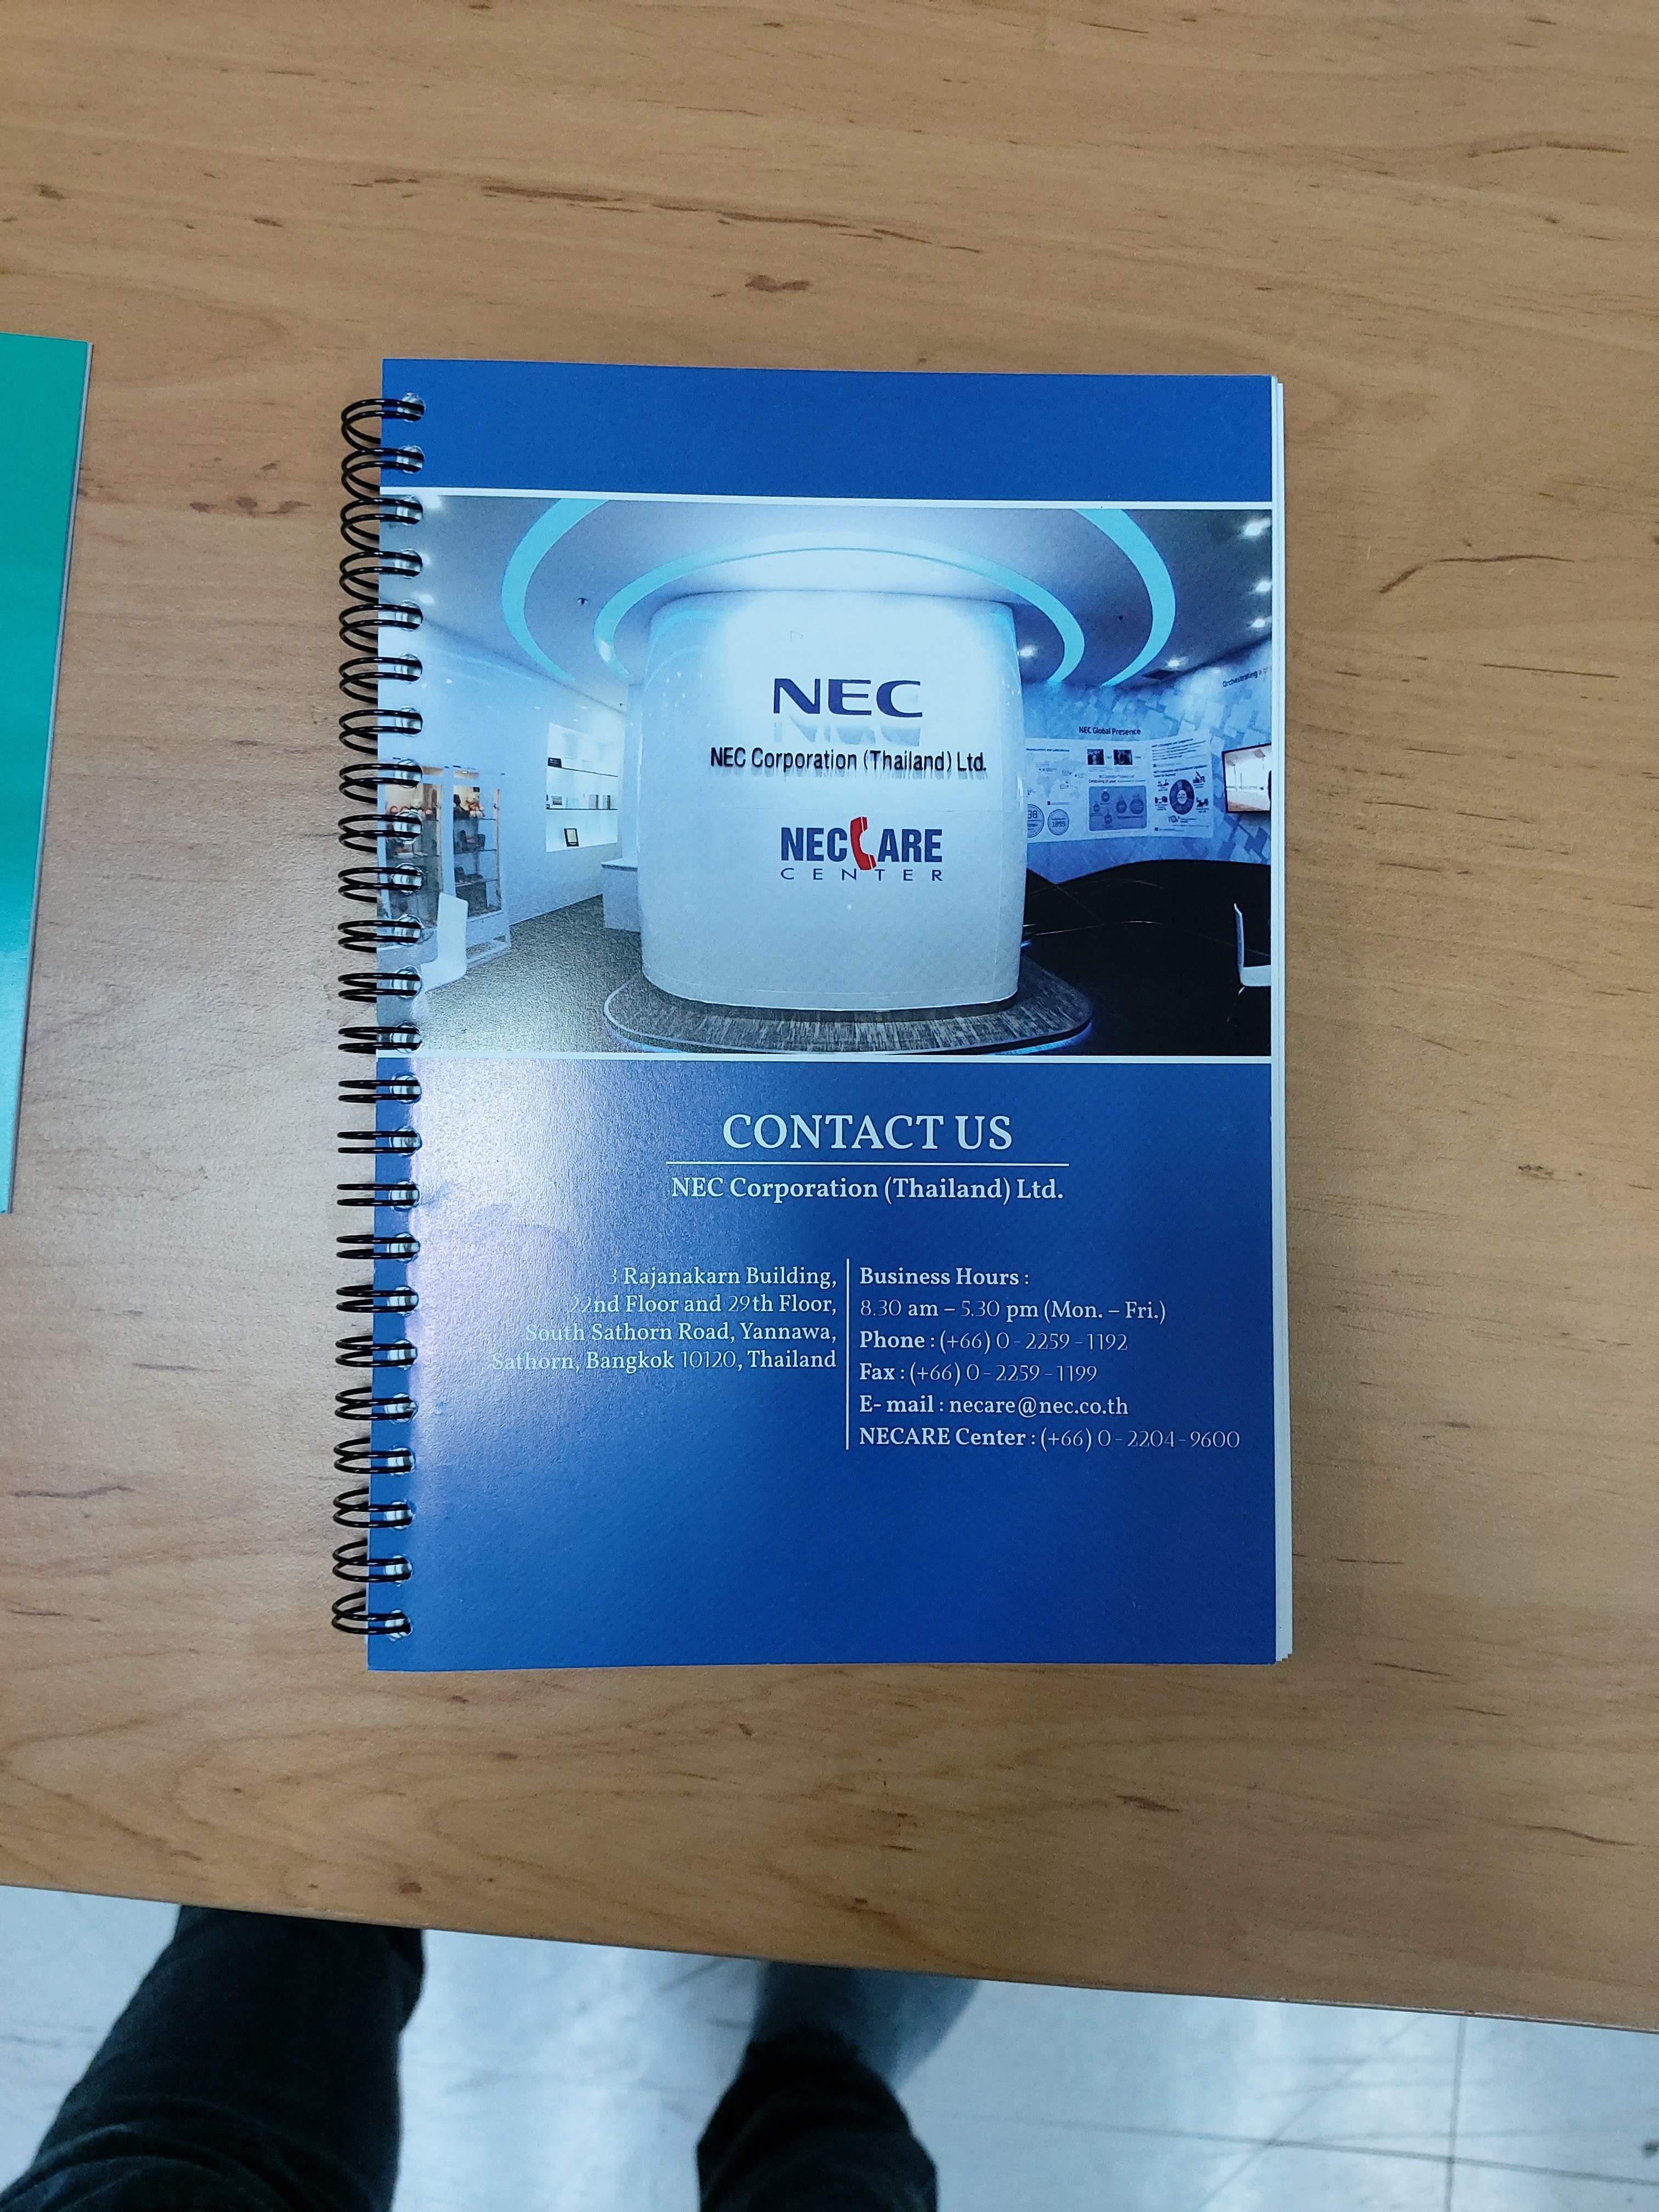 NEC
NEC Corporation (Thailand) Ltd.
NEC CARE
CENTER
NEC Global Presence
Orchestrating a
CONTACT US
NEC Corporation (Thailand) Ltd.
3 Rajanakarn Building,
22nd Floor and 29th Floor,
South Sathorn Road, Yannawa,
Sathorn, Bangkok 10120, Thailand
Business Hours :
8.30 am – 5.30 pm (Mon. – Fri.)
Phone : (+66) 0 - 2259 - 1192
Fax : (+66) 0 - 2259 - 1199
E- mail : necare@nec.co.th
NECARE Center : (+66) 0 - 2204 - 9600